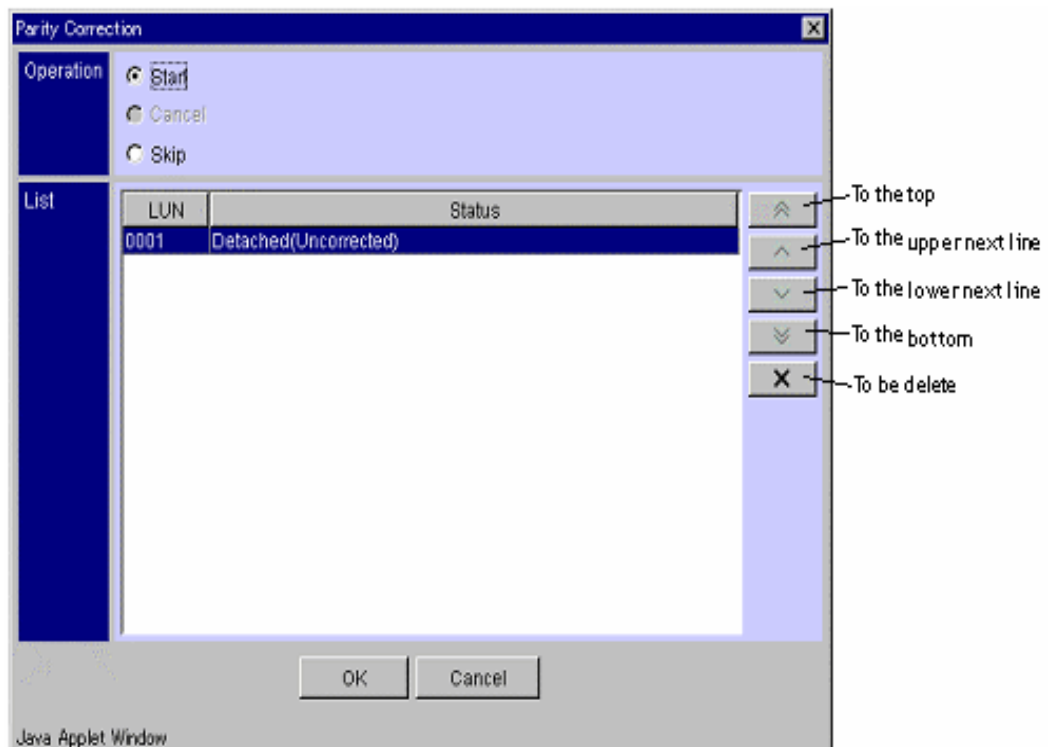 Parity Correction
Operation
Start
Cancel
Skip
List
LUN Status
0001 Detached(Uncorrected)
To the top
To the upper next line
To the lower next line
To the bottom
To be delete
OK Cancel
Java Applet Window